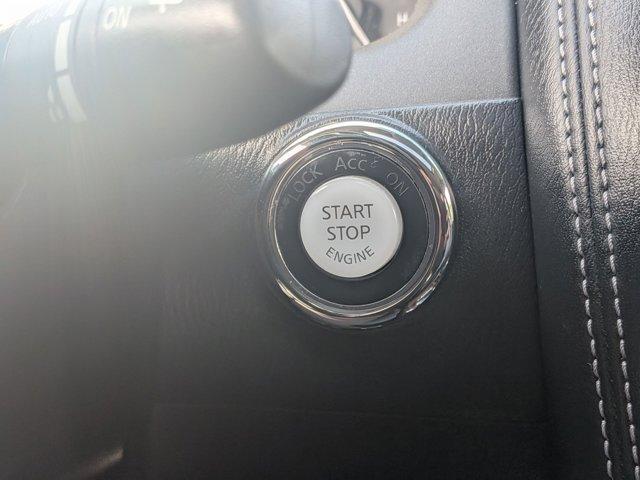 ON
H
LOCK ACC ON
START
STOP
ENGINE